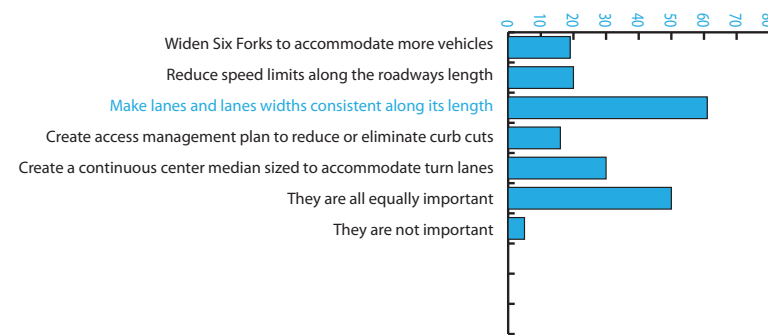 0 10 20 30 40 50 60 70 80
Widen Six Forks to accommodate more vehicles
Reduce speed limits along the roadways length
Make lanes and lanes widths consistent along its length
Create access management plan to reduce or eliminate curb cuts
Create a continuous center median sized to accommodate turn lanes
They are all equally important
They are not important